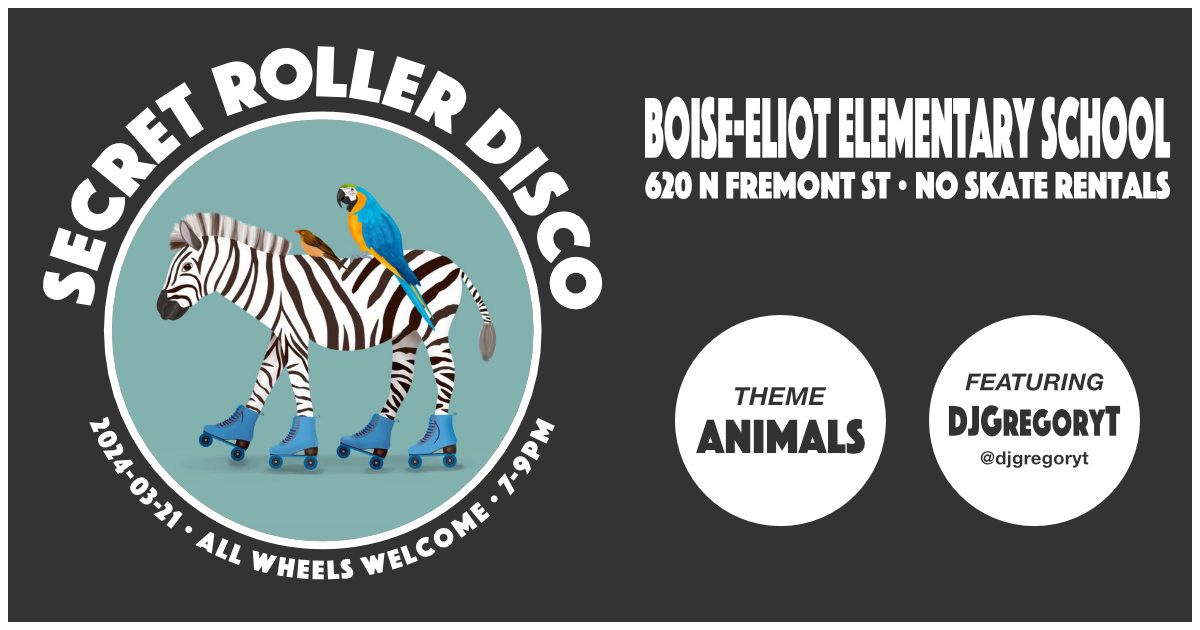 SECRET ROLLER DISCO
2024-03-21 • ALL WHEELS WELCOME • 7-9PM
BOISE-ELIOT ELEMENTARY SCHOOL
620 N FREMONT ST • NO SKATE RENTALS
THEME
ANIMALS
FEATURING
DJGREGORYT
@djgregoryt